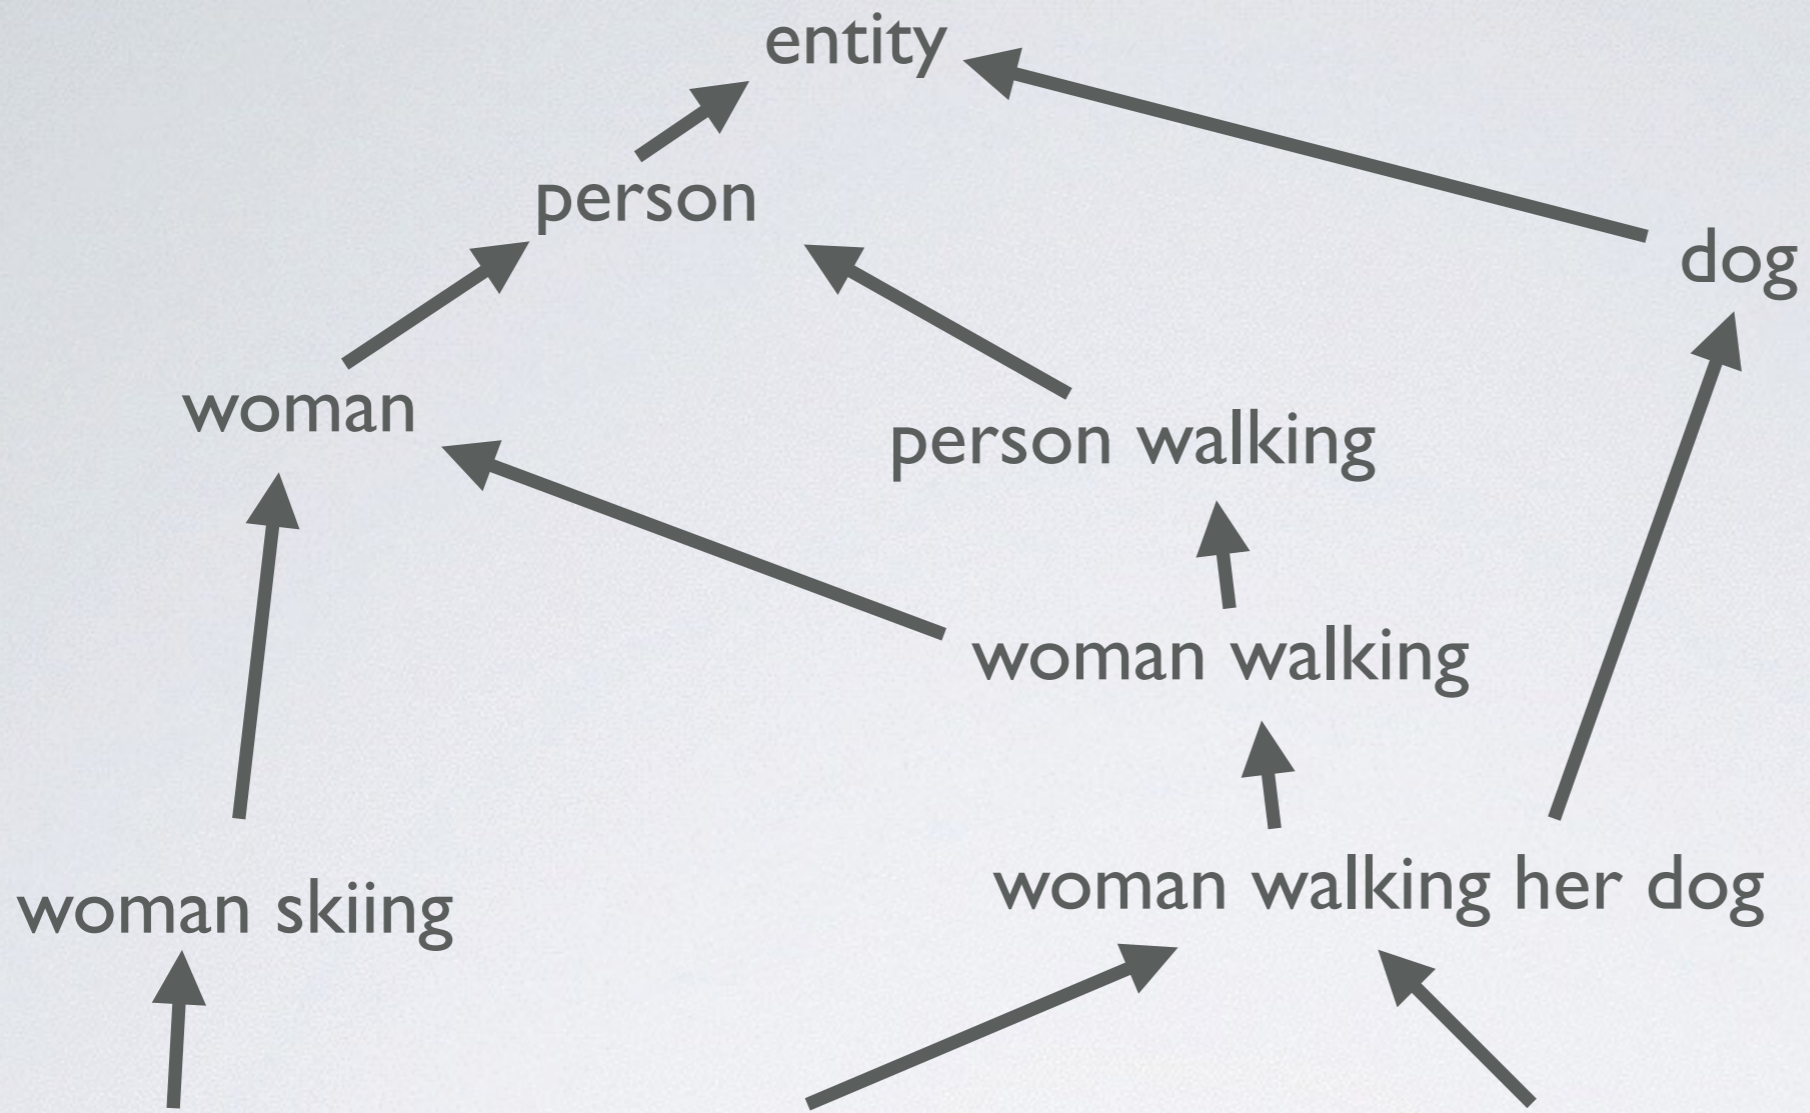 entity
person
dog
woman
person walking
woman walking
woman walking her dog
woman skiing